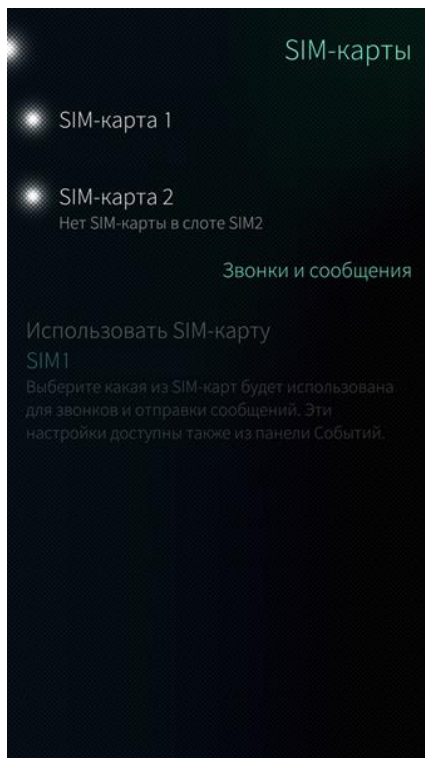 SIM-карты
SIM-карта 1
SIM-карта 2
Нет SIM-карты в слоте SIM2
Звонки и сообщения
Использовать SIM-карту
SIM1
Выберите какая из SIM-карт будет использована
для звонков и отправки сообщений. Эти
настройки доступны также из панели Событий.